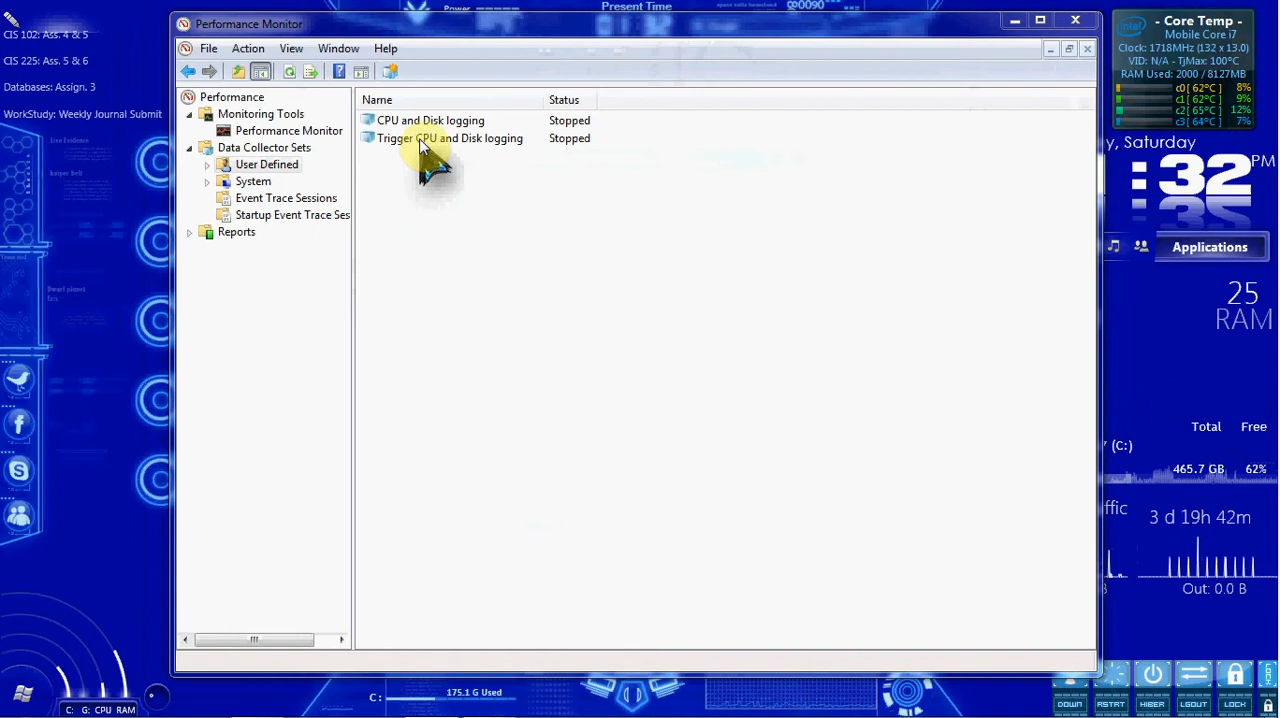 Power
Present Time
00090
CIS 102: Ass. 4 & 5
CIS 225: Ass. 5 & 6
Databases: Assign. 3
WorkStudy: Weekly Journal Submit
Performance Monitor
File Action View Window Help
Performance
Monitoring Tools
Performance Monitor
Data Collector Sets
User Defined
System
Event Trace Sessions
Startup Event Trace Ses
Reports
Name Status
CPU and Disk logging Stopped
Trigger CPU and Disk logging Stopped
intel
- Core Temp -
Mobile Core i7
Clock: 1718MHz (132 x 13.0)
VID: N/A - TjMax: 100°C
RAM Used: 2000 / 8127MB
c0 [ 62°C ] 8%
c1 [ 62°C ] 9%
c2 [ 65°C ] 12%
c3 [ 64°C ] 7%
y, Saturday
:32 PM
Applications
25
RAM
Total Free
(C:)
465.7 GB 62%
ffic
3 d 19h 42m
B
Out: 0.0 B
C: 175.1 G Used
C: G: CPU RAM
DOWN RSTRT HIBER LGOUT LOCK